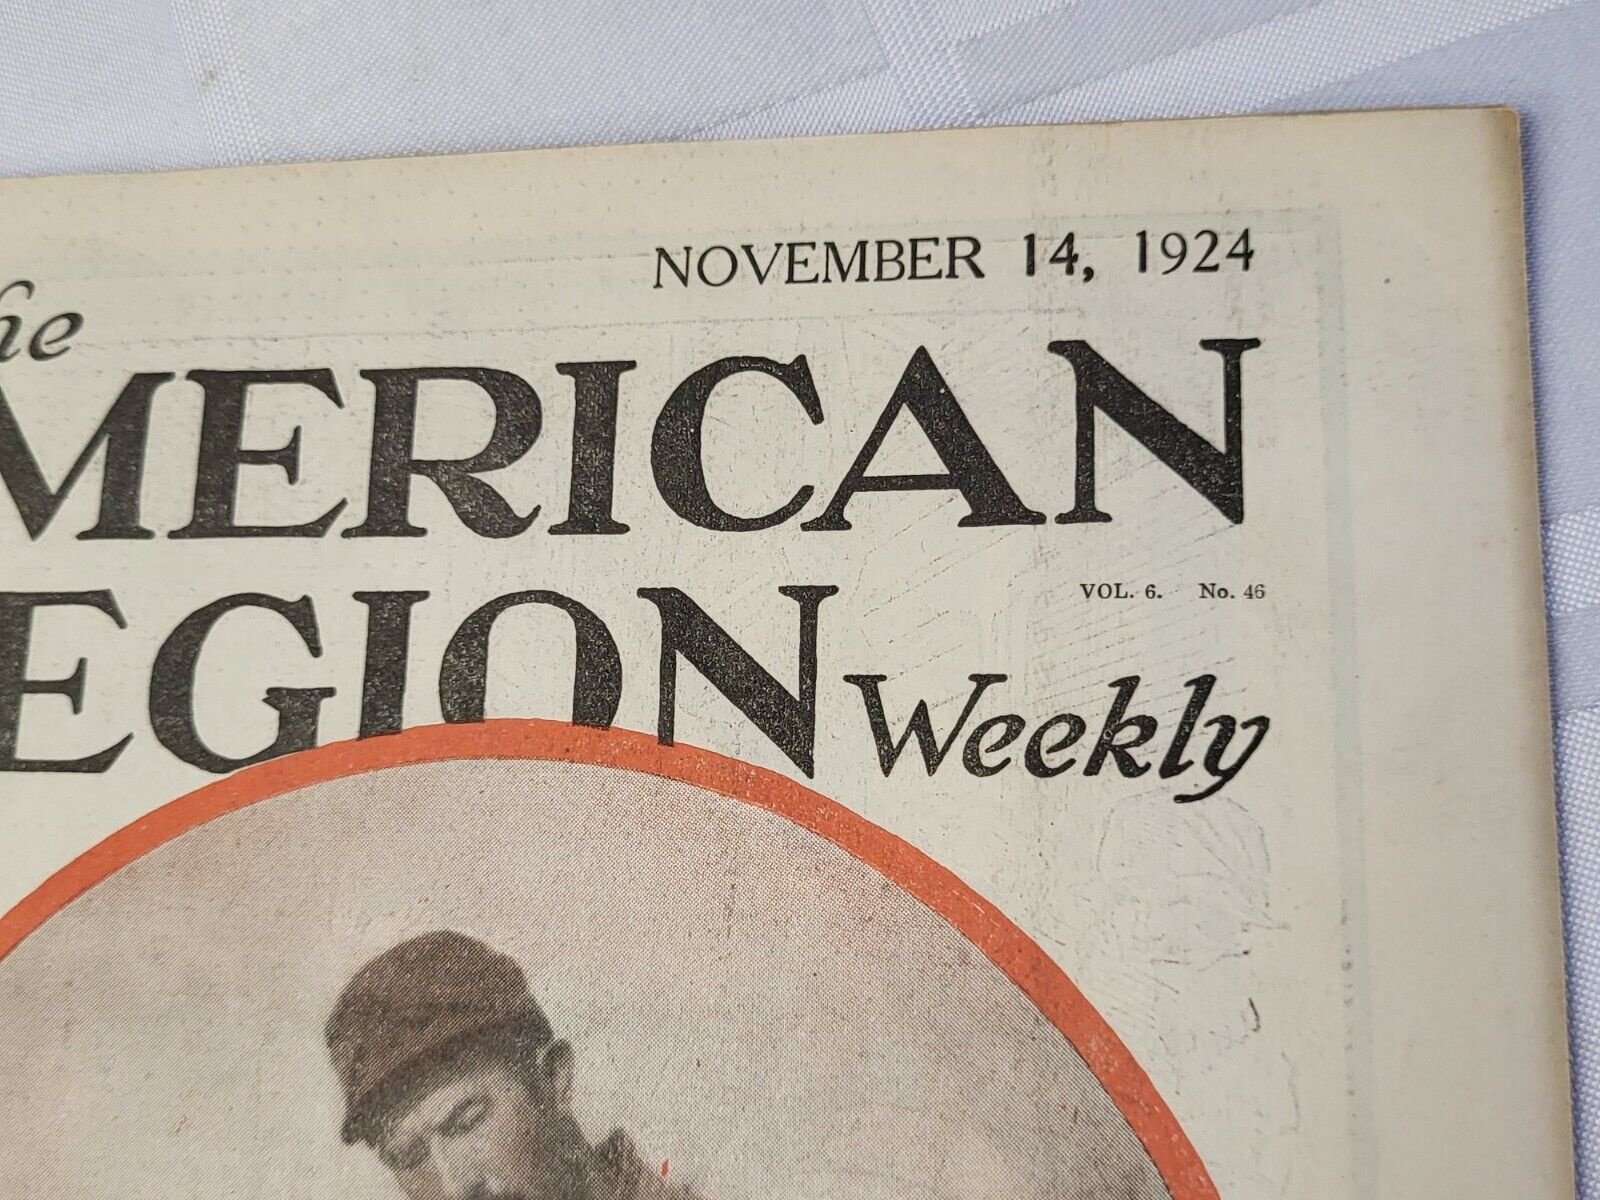 NOVEMBER 14, 1924
he
MERICAN
VOL. 6. No. 46
EGION Weekly